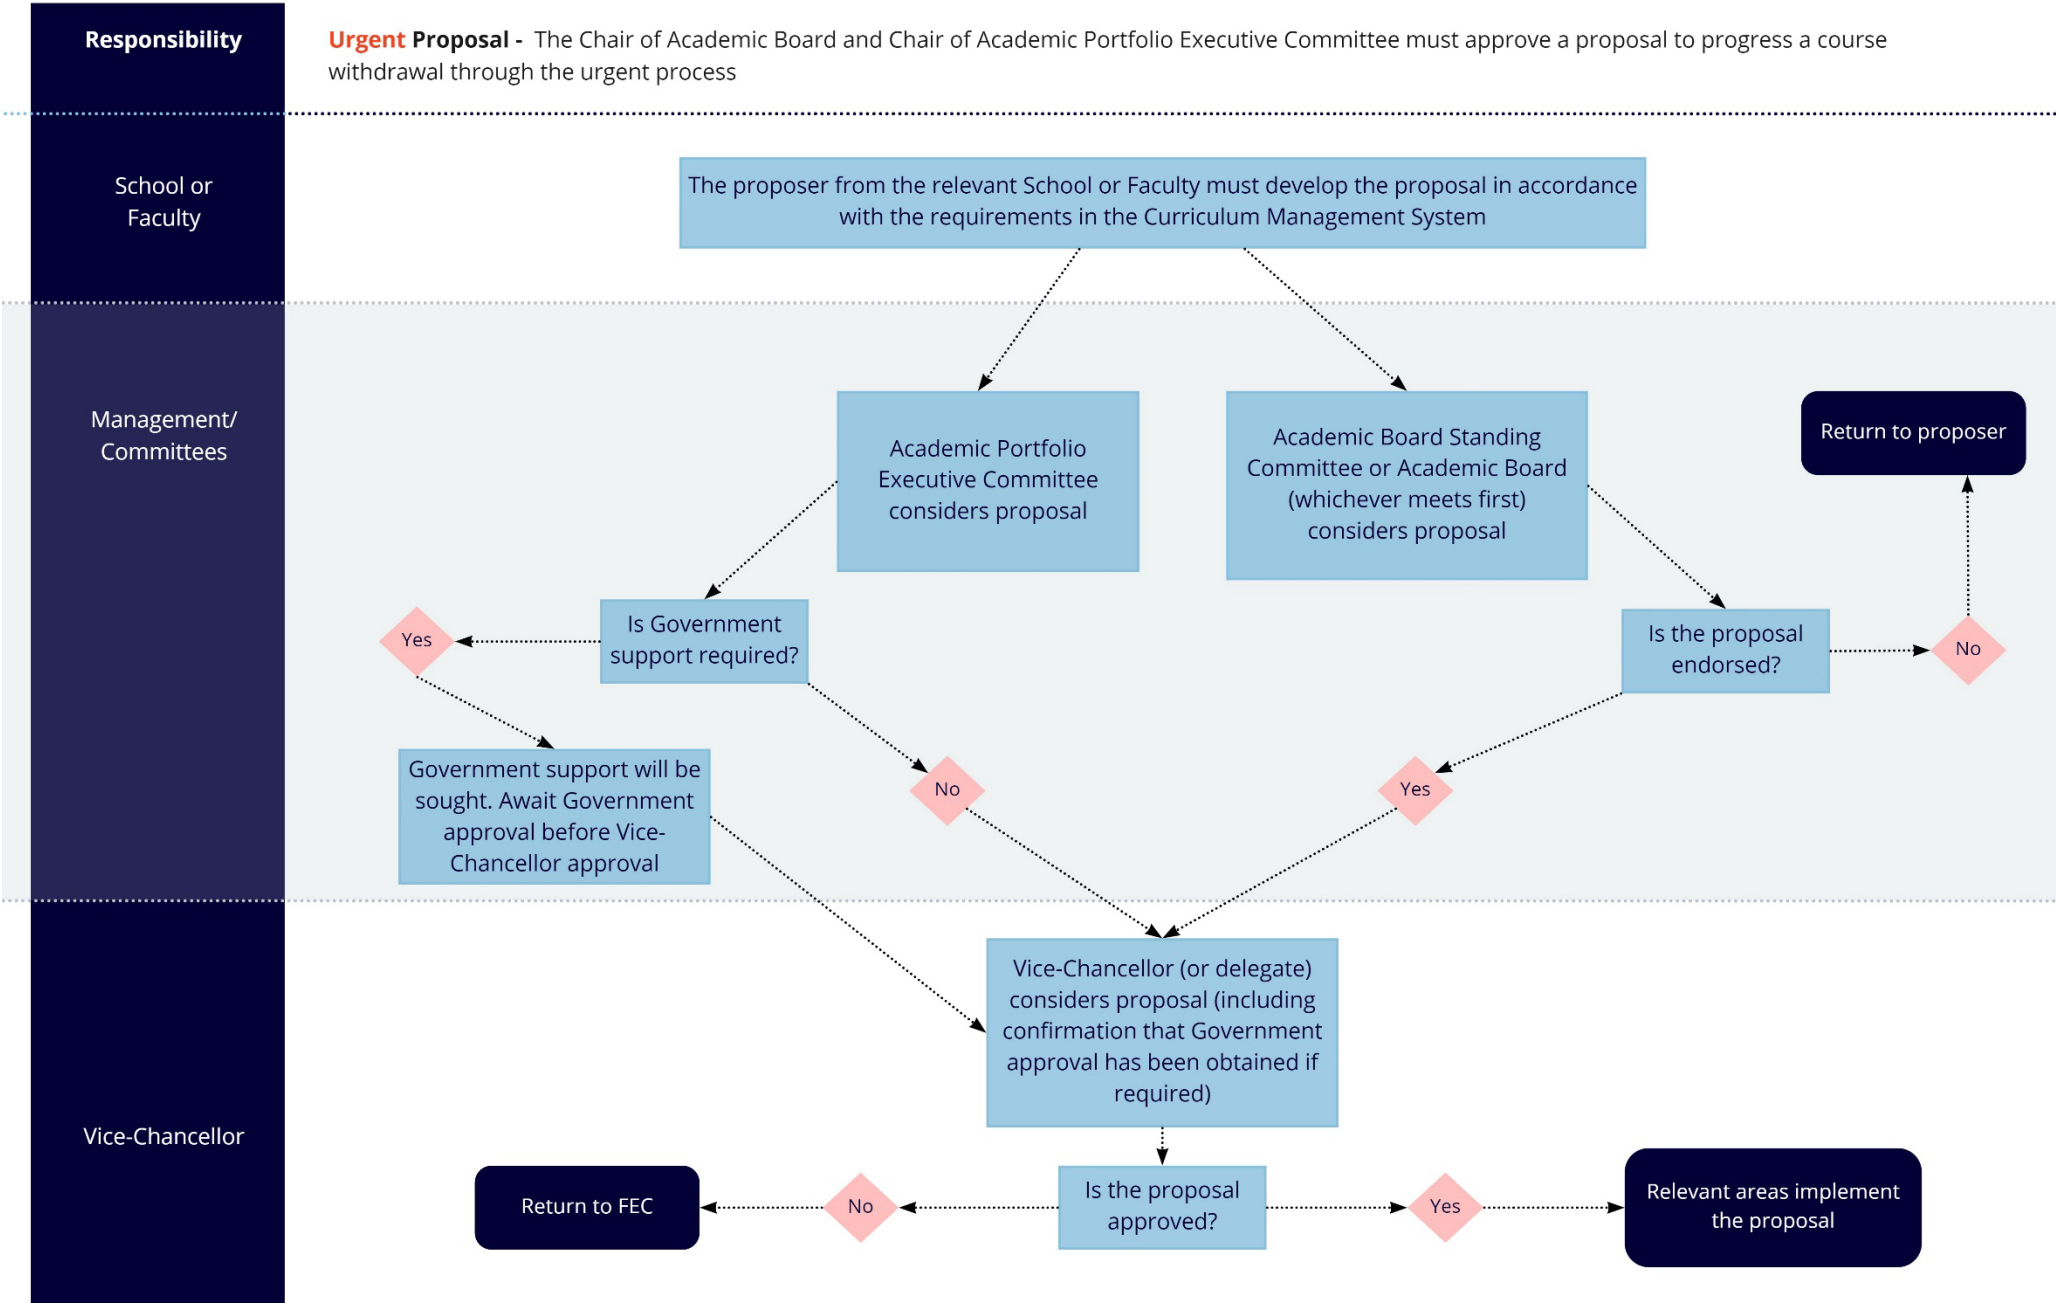 Responsibility
Urgent Proposal - The Chair of Academic Board and Chair of Academic Portfolio Executive Committee must approve a proposal to progress a course
withdrawal through the urgent process
School or
Faculty
The proposer from the relevant School or Faculty must develop the proposal in accordance
with the requirements in the Curriculum Management System
Management/
Committees
Academic Portfolio
Executive Committee
considers proposal
Academic Board Standing
Committee or Academic Board
(whichever meets first)
considers proposal
Return to proposer
Yes
Is Government
support required?
Is the proposal
endorsed?
No
Government support will be
sought. Await Government
approval before Vice-
Chancellor approval
No
Yes
Vice-Chancellor
Vice-Chancellor (or delegate)
considers proposal (including
confirmation that Government
approval has been obtained if
required)
Return to FEC
No
Is the proposal
approved?
Yes
Relevant areas implement
the proposal